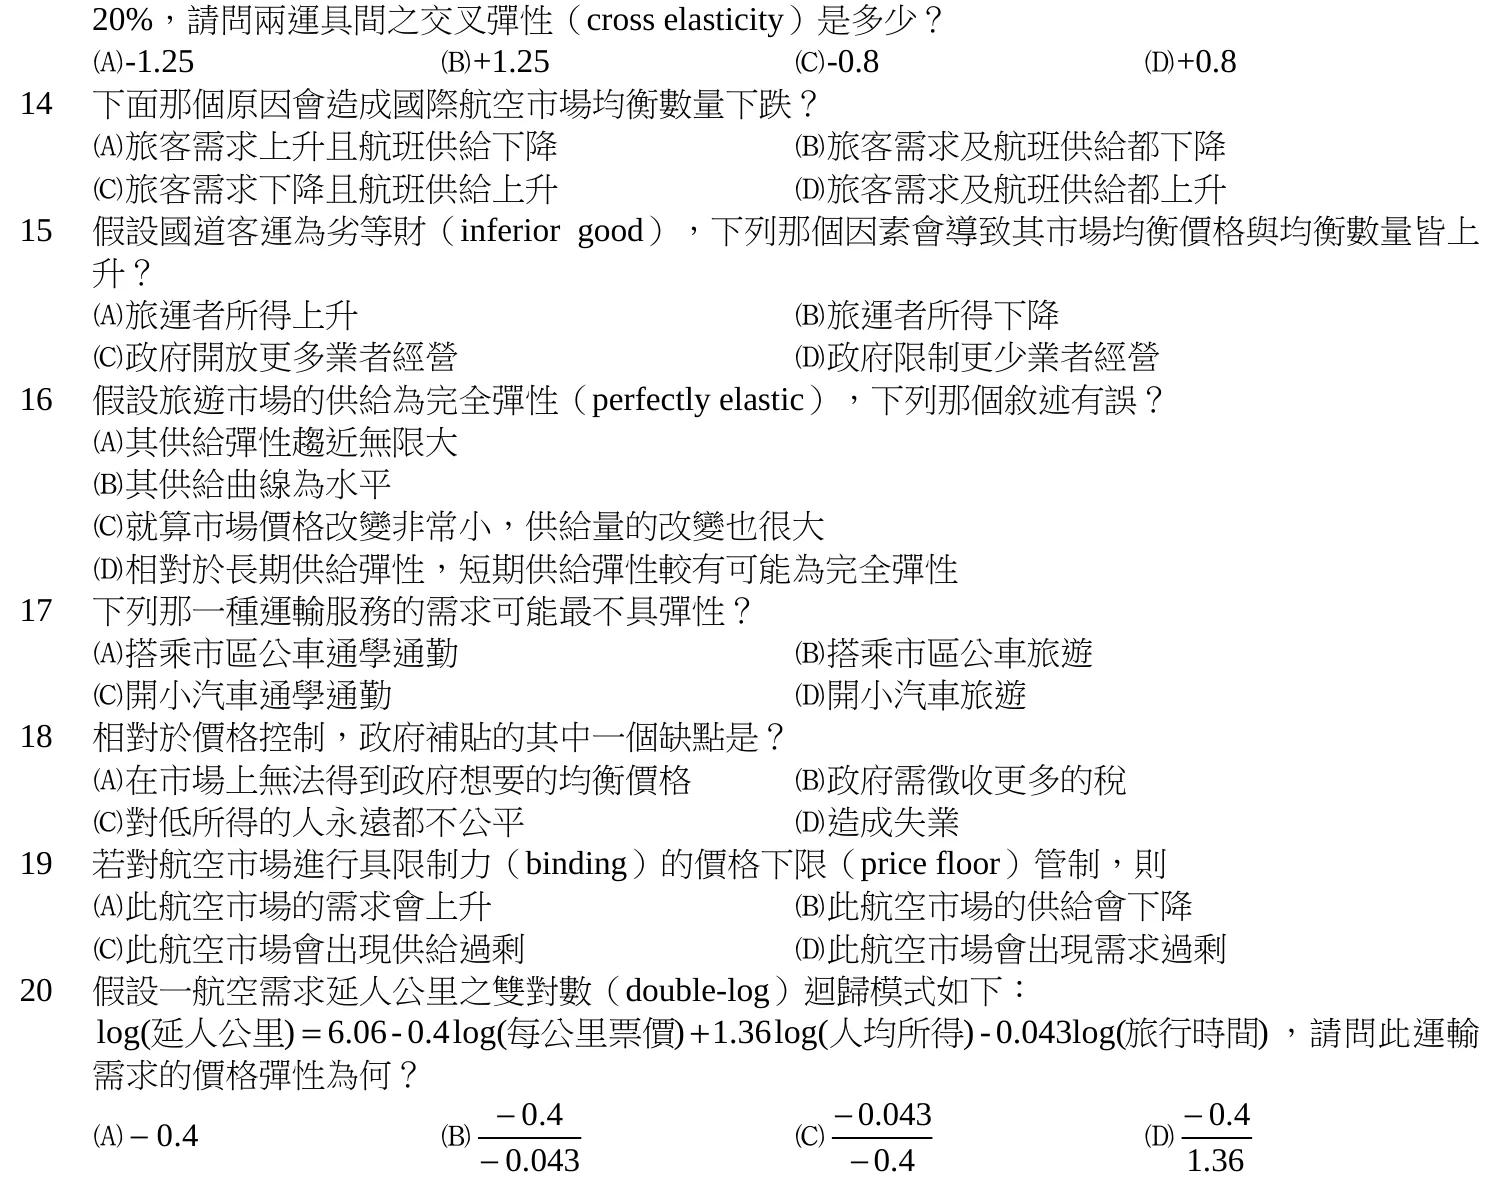 20%，請問兩運具間之交叉彈性（cross elasticity）是多少？
(A)-1.25 (B)+1.25 (C)-0.8 (D)+0.8
14 下面那個原因會造成國際航空市場均衡數量下跌？
(A)旅客需求上升且航班供給下降 (B)旅客需求及航班供給都下降
(C)旅客需求下降且航班供給上升 (D)旅客需求及航班供給都上升
15 假設國道客運為劣等財（inferior good），下列那個因素會導致其市場均衡價格與均衡數量皆上
升？
(A)旅運者所得上升 (B)旅運者所得下降
(C)政府開放更多業者經營 (D)政府限制更少業者經營
16 假設旅遊市場的供給為完全彈性（perfectly elastic），下列那個敘述有誤？
(A)其供給彈性趨近無限大
(B)其供給曲線為水平
(C)就算市場價格改變非常小，供給量的改變也很大
(D)相對於長期供給彈性，短期供給彈性較有可能為完全彈性
17 下列那一種運輸服務的需求可能最不具彈性？
(A)搭乘市區公車通學通勤 (B)搭乘市區公車旅遊
(C)開小汽車通學通勤 (D)開小汽車旅遊
18 相對於價格控制，政府補貼的其中一個缺點是？
(A)在市場上無法得到政府想要的均衡價格 (B)政府需徵收更多的稅
(C)對低所得的人永遠都不公平 (D)造成失業
19 若對航空市場進行具限制力（binding）的價格下限（price floor）管制，則
(A)此航空市場的需求會上升 (B)此航空市場的供給會下降
(C)此航空市場會出現供給過剩 (D)此航空市場會出現需求過剩
20 假設一航空需求延人公里之雙對數（double-log）迴歸模式如下：
log(延人公里)=6.06-0.4log(每公里票價)+1.36log(人均所得)-0.043log(旅行時間)，請問此運輸
需求的價格彈性為何？
(A) –0.4 (B) –0.4/–0.043 (C) –0.043/–0.4 (D) –0.4/1.36